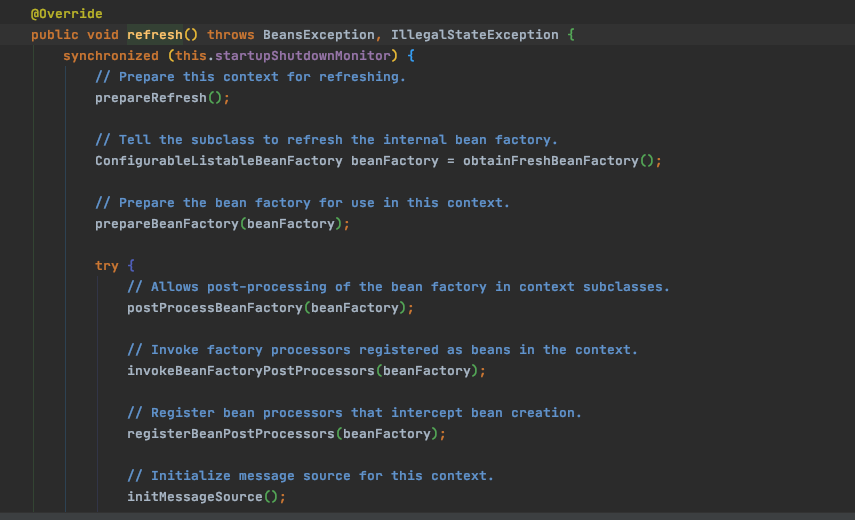 @Override
public void refresh() throws BeansException, IllegalStateException {
synchronized (this.startupShutdownMonitor) {
// Prepare this context for refreshing.
prepareRefresh();
// Tell the subclass to refresh the internal bean factory.
ConfigurableListableBeanFactory beanFactory = obtainFreshBeanFactory();
// Prepare the bean factory for use in this context.
prepareBeanFactory(beanFactory);
try {
// Allows post-processing of the bean factory in context subclasses.
postProcessBeanFactory(beanFactory);
// Invoke factory processors registered as beans in the context.
invokeBeanFactoryPostProcessors(beanFactory);
// Register bean processors that intercept bean creation.
registerBeanPostProcessors(beanFactory);
// Initialize message source for this context.
initMessageSource();